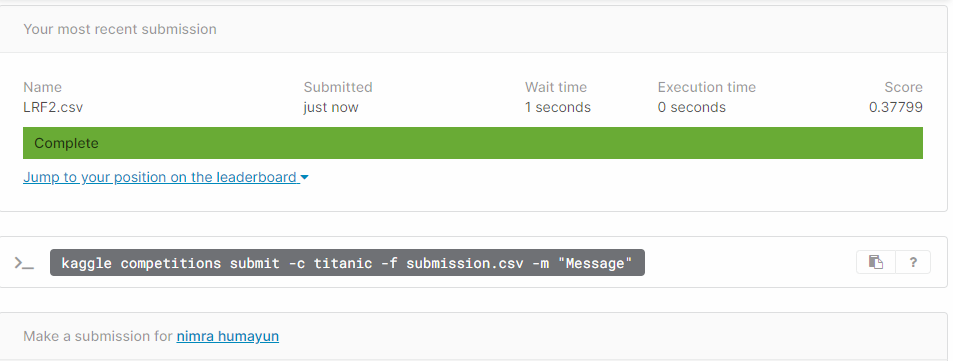 Your most recent submission
Name Submitted Wait time Execution time Score
LRF2.csv just now 1 seconds 0 seconds 0.37799
Complete
Jump to your position on the leaderboard
>_ kaggle competitions submit -c titanic -f submission.csv -m "Message" ?
Make a submission for nimra humayun